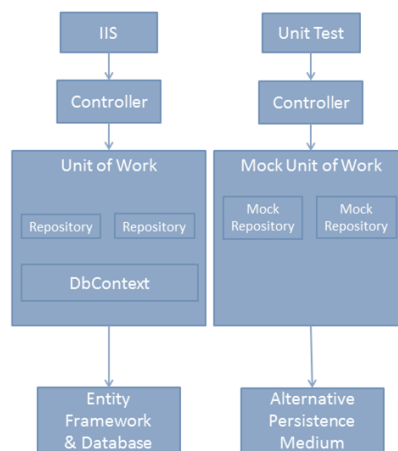 IIS
Controller
Unit of Work
Repository
Repository
DbContext
Entity
Framework
& Database
Unit Test
Controller
Mock Unit of Work
Mock
Repository
Mock
Repository
Alternative
Persistence
Medium